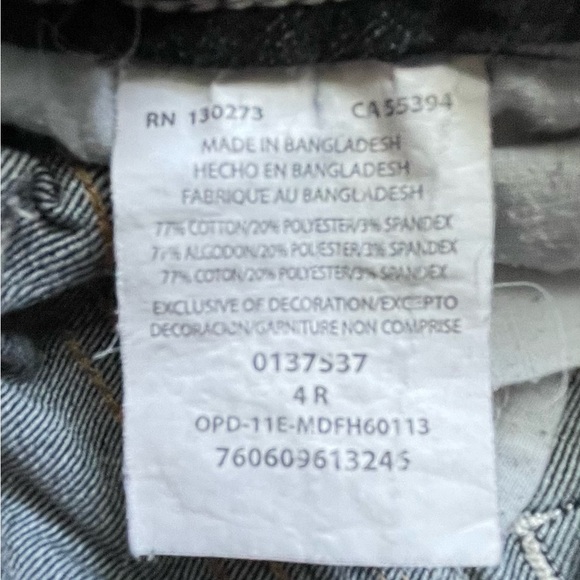 RN 130273 CA 55394
MADE IN BANGLADESH
HECHO EN BANGLADESH
FABRIQUE AU BANGLADESH
77% COTTON/20% POLYESTER/3% SPANDEX
77% ALGODON/20% POLIESTER/3% SPANDEX
77% COTON/20% POLYESTER/3% SPANDEX
EXCLUSIVE OF DECORATION/EXCEPTO
DECORACION/GARNITURE NON COMPRISE
0137537
4 R
OPD-11E-MDFH60113
760609613245